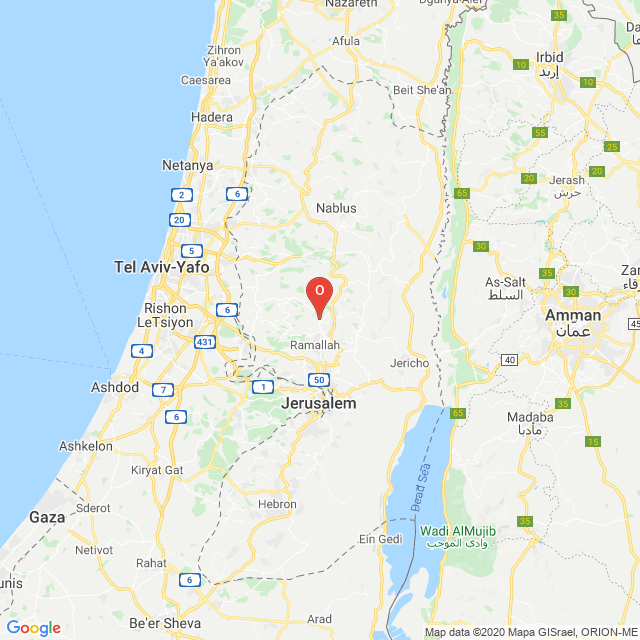 Nazareth
Dganya Alef
Zihron
Ya'akov
Afula
Irbid
إربد
10
Caesarea
Beit She'an
10
Hadera
55
25
Netanya
20
20
Jerash
جرش
2
6
65
Nablus
20
5
30
Tel Aviv-Yafo
As-Salt
السلط
35
30
Zar
O
Rishon
LeTsiyon
6
Amman
عمان
45
431
Ramallah
4
40
Jericho
Ashdod
7
1
50
Jerusalem
65
35
Madaba
مأدبا
6
Ashkelon
15
Kiryat Gat
Dead Sea
Sderot
Hebron
Gaza
35
Wadi AlMujib
وادي الموجب
Ein Gedi
Netivot
Rahat
unis
6
Be'er Sheva
Arad
Google
Map data ©2020 Mapa GISrael, ORION-ME